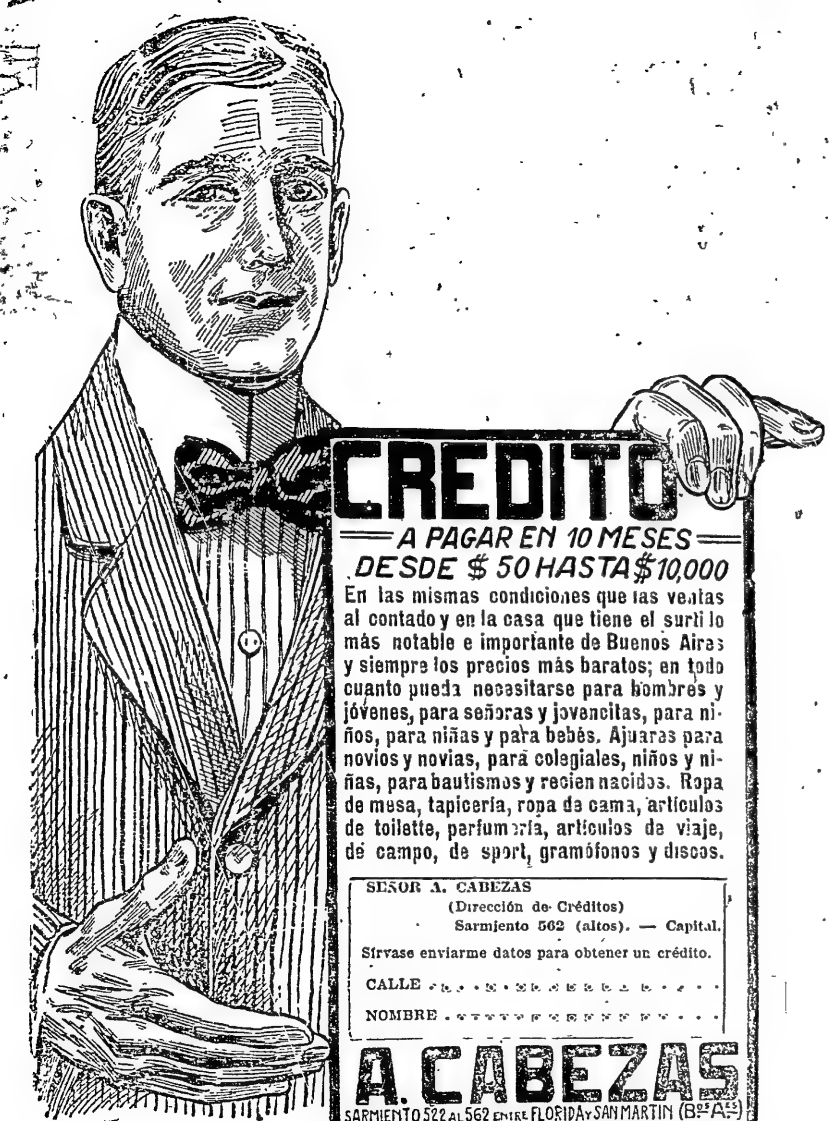 CREDITO
A PAGAR EN 10 MESES
DESDE $ 50 HASTA $10,000
En las mismas condiciones que las ventas
al contado y en la casa que tiene el surtido
más notable e importante de Buenos Aires
y siempre los precios más baratos; en todo
cuanto pueda necesitarse para hombres y
jóvenes, para señoras y jovencitas, para ni-
ños, para niñas y para bebés. Ajuares para
novios y novias, para colegiales, niños y ni-
ñas, para bautismos y recien nacidos. Ropa
de mesa, tapicería, ropa de cama, artículos
de toilette, perfumería, artículos de viaje,
de campo, de sport, gramófonos y discos.
SEÑOR A. CABEZAS
(Dirección de Créditos)
Sarmiento 562 (altos). — Capital.
Sírvase enviarme datos para obtener un crédito.
CALLE
NOMBRE
A. CABEZAS
SARMIENTO 522 AL 562 ENTRE FLORIDA Y SAN MARTIN (Bos As)